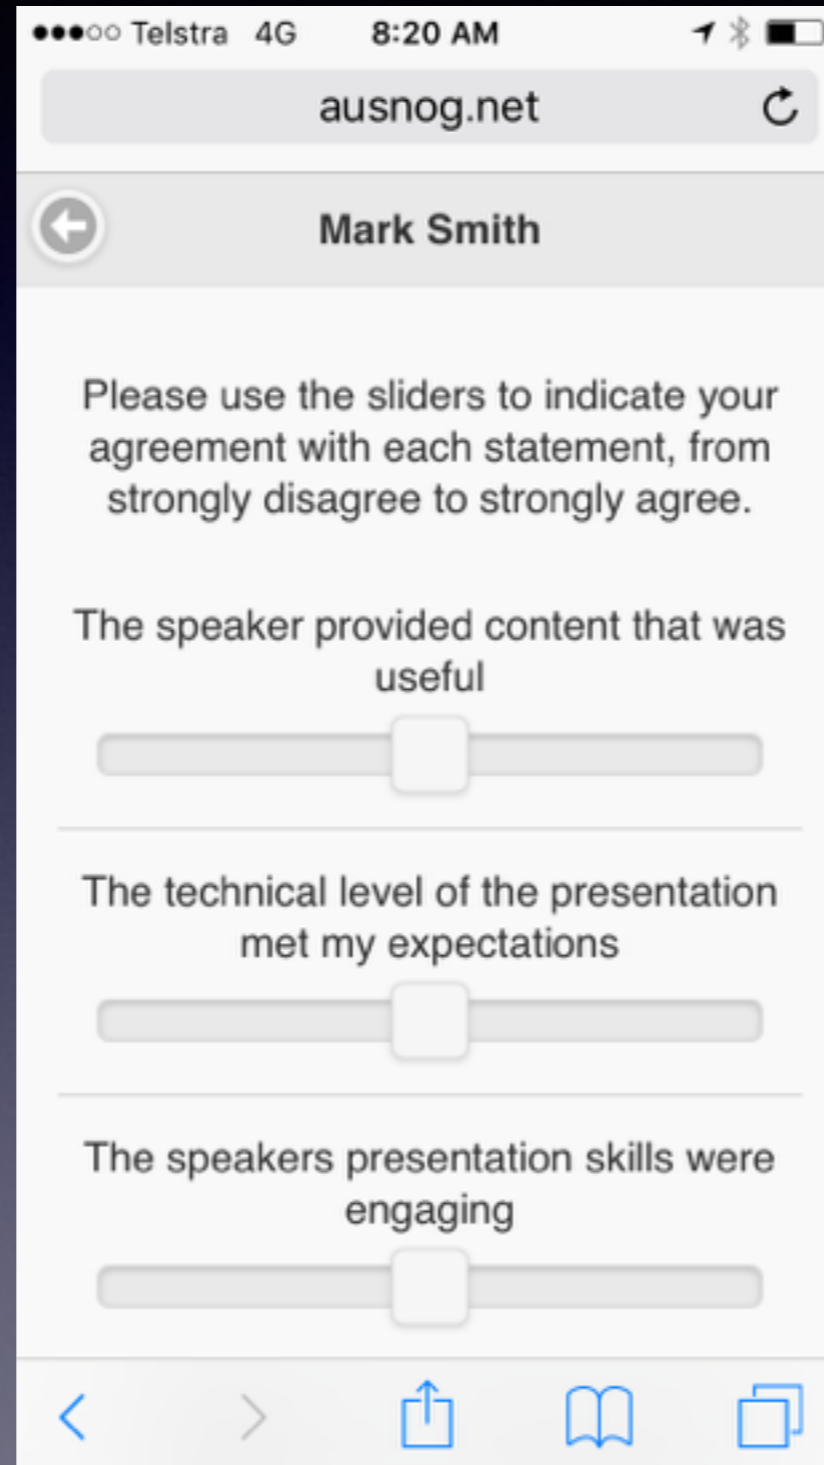 Telstra 4G 8:20 AM
ausnog.net
Mark Smith
Please use the sliders to indicate your
agreement with each statement, from
strongly disagree to strongly agree.
The speaker provided content that was
useful
The technical level of the presentation
met my expectations
The speakers presentation skills were
engaging